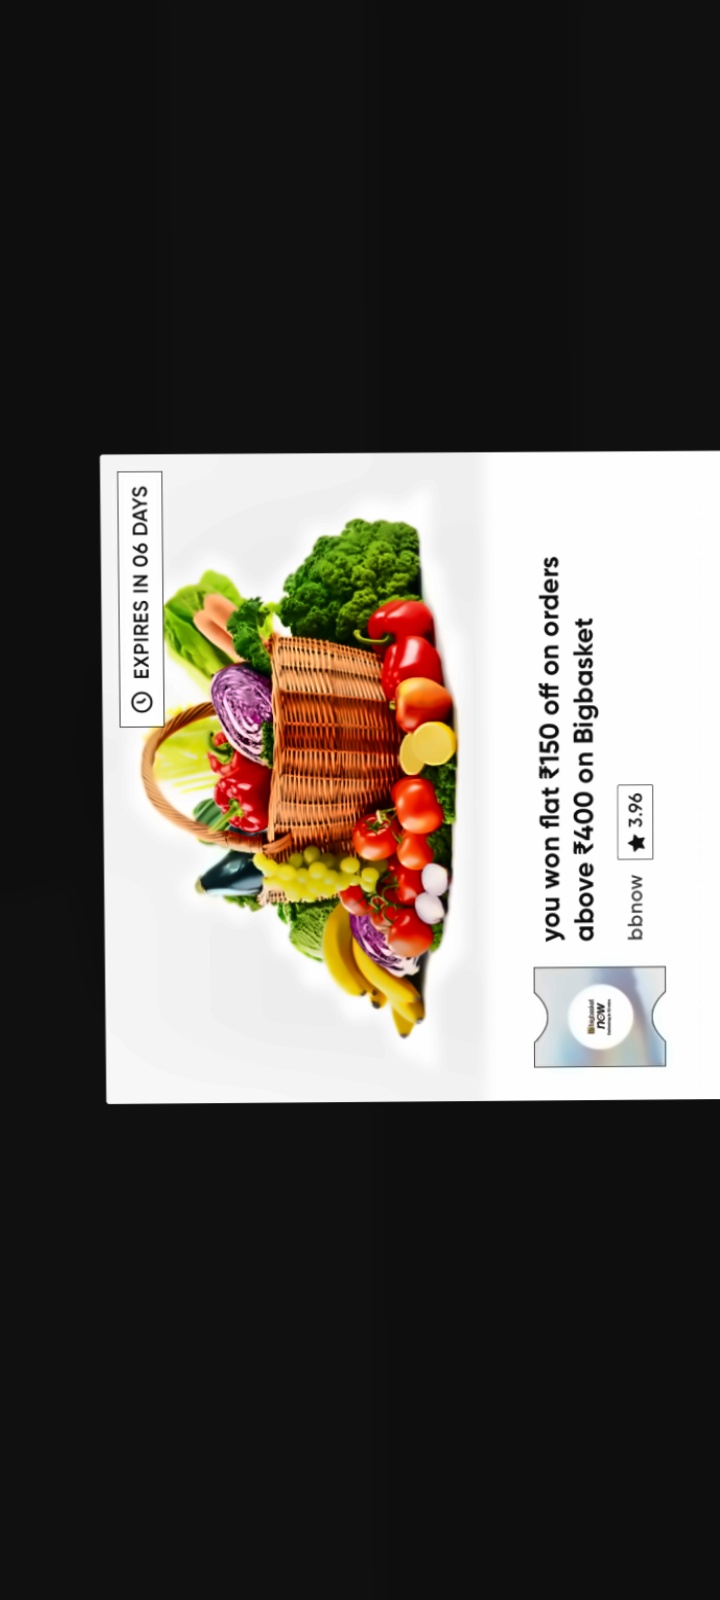 EXPIRES IN 06 DAYS
you won flat ₹150 off on orders
above ₹400 on Bigbasket
bbnow ★ 3.96
bigbasket
now